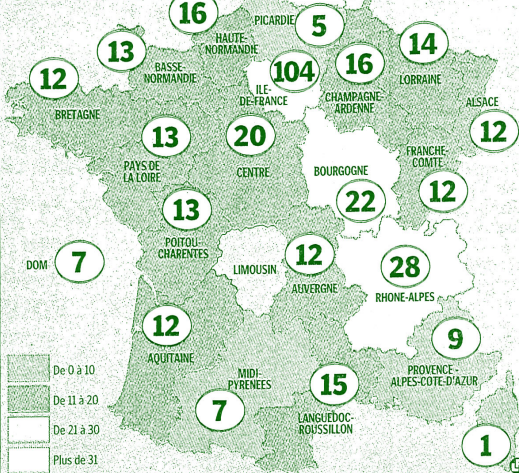 16
PICARDIE
5
HAUTE-
NORMANDIE
13
BASSE
NORMANDIE
104
ILE-
DE-FRANCE
16
CHAMPAGNE-
ARDENNE
14
LORRAINE
12
BRETAGNE
ALSACE
12
13
PAYS DE
LA LOIRE
20
CENTRE
BOURGOGNE
22
FRANCHE-
COMTE
12
13
POITOU-
CHARENTES
DOM
7
LIMOUSIN
12
AUVERGNE
28
RHONE-ALPES
12
AQUITAINE
9
PROVENCE -
ALPES-COTE-D'AZUR
MIDI-
PYRENEES
7
15
LANGUEDOC-
ROUSSILLON
1
De 0 à 10
De 11 à 20
De 21 à 30
Plus de 31